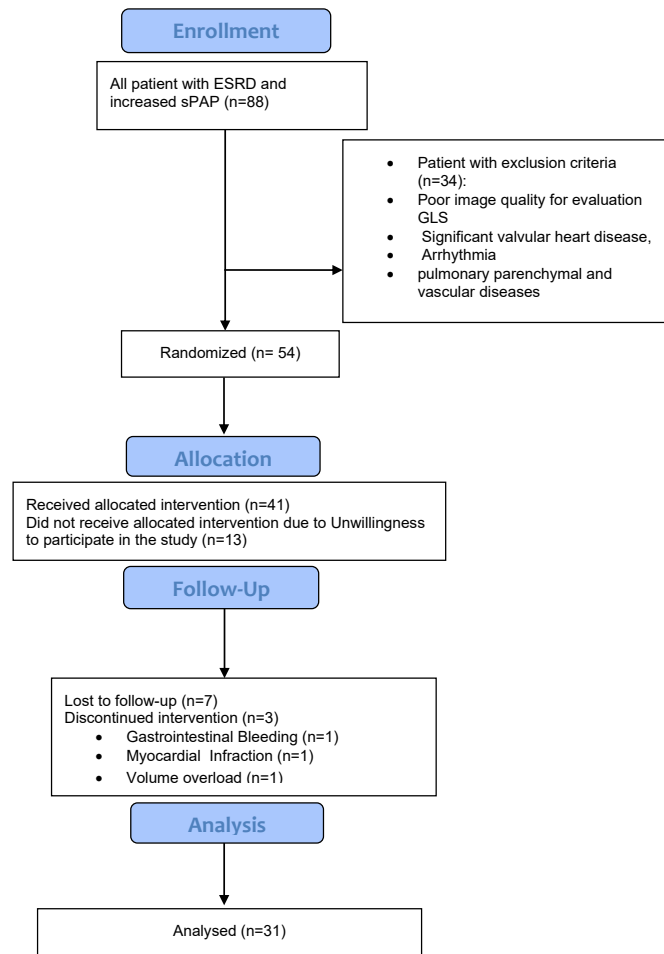 Enrollment
All patient with ESRD and
increased sPAP (n=88)
• Patient with exclusion criteria
(n=34):
• Poor image quality for evaluation
GLS
• Significant valvular heart disease,
• Arrhythmia
• pulmonary parenchymal and
vascular diseases
Randomized (n= 54)
Allocation
Received allocated intervention (n=41)
Did not receive allocated intervention due to Unwillingness
to participate in the study (n=13)
Follow-Up
Lost to follow-up (n=7)
Discontinued intervention (n=3)
• Gastrointestinal Bleeding (n=1)
• Myocardial Infraction (n=1)
• Volume overload (n=1)
Analysis
Analysed (n=31)